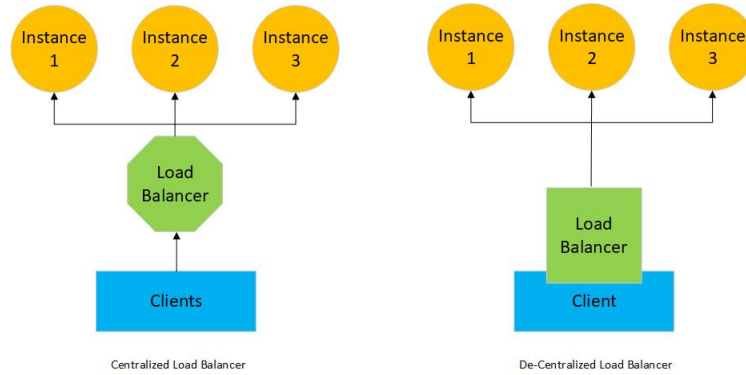 Instance
1
Instance
2
Instance
3
Load
Balancer
Clients
Centralized Load Balancer
Instance
1
Instance
2
Instance
3
Load
Balancer
Client
De-Centralized Load Balancer